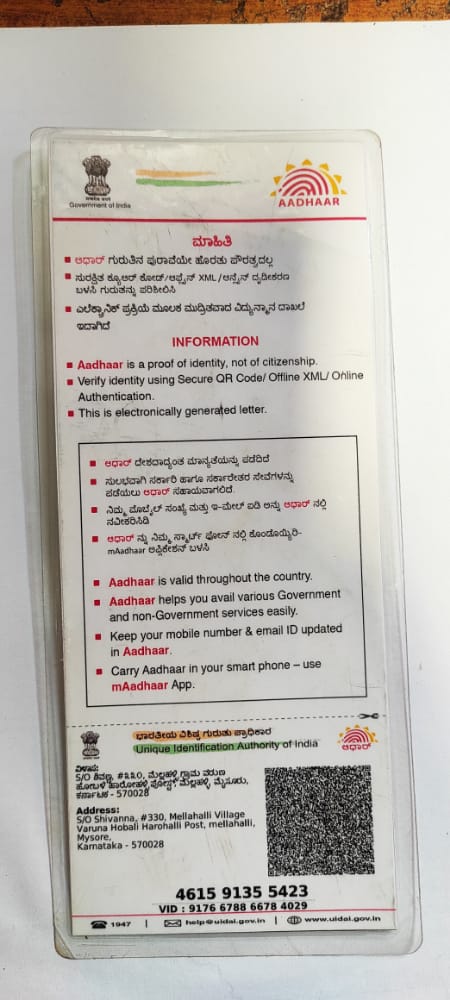 Government of India
AADHAAR
ಮಾಹಿತಿ
■ ಆಧಾರ್ ಗುರುತಿನ ಪುರಾವೆಯೇ ಹೊರತು ಪೌರತ್ವದಲ್ಲ
■ ಸುರಕ್ಷಿತ ಕ್ಯೂಆರ್ ಕೋಡ್/ಆಫ್ಲೈನ್ XML/ಆನ್ಲೈನ್ ದೃಢೀಕರಣ
ಬಳಸಿ ಗುರುತನ್ನು ಪರಿಶೀಲಿಸಿ
■ ಎಲೆಕ್ಟ್ರಾನಿಕ್ ಪ್ರಕ್ರಿಯೆ ಮೂಲಕ ಮುದ್ರಿತವಾದ ವಿದ್ಯುನ್ಮಾನ ದಾಖಲೆ
ಇದಾಗಿದೆ
INFORMATION
■ Aadhaar is a proof of identity, not of citizenship.
■ Verify identity using Secure QR Code/ Offline XML/ Online
Authentication.
■ This is electronically generated letter.
■ ಆಧಾರ್ ದೇಶದಾದ್ಯಂತ ಮಾನ್ಯತೆಯನ್ನು ಪಡೆದಿದೆ
■ ಸುಲಭವಾಗಿ ಸರ್ಕಾರಿ ಹಾಗೂ ಸರ್ಕಾರೇತರ ಸೇವೆಗಳನ್ನು
ಪಡೆಯಲು ಆಧಾರ್ ಸಹಾಯವಾಗಲಿದೆ.
■ ನಿಮ್ಮ ಮೊಬೈಲ್ ಸಂಖ್ಯೆ ಮತ್ತು ಇ-ಮೇಲ್ ಐಡಿ ಅನ್ನು ಆಧಾರ್ ನಲ್ಲಿ
ನವೀಕರಿಸಿಡಿ
■ ಆಧಾರ್ ನ್ನು ನಿಮ್ಮ ಸ್ಮಾರ್ಟ್ ಫೋನ್ ನಲ್ಲಿ ಕೊಂಡೊಯ್ಯಿರಿ-
mAadhaar ಅಪ್ಲಿಕೇಶನ್ ಬಳಸಿ
■ Aadhaar is valid throughout the country.
■ Aadhaar helps you avail various Government
and non-Government services easily.
■ Keep your mobile number & email ID updated
in Aadhaar.
■ Carry Aadhaar in your smart phone – use
mAadhaar App.
ಭಾರತೀಯ ವಿಶಿಷ್ಟ ಗುರುತು ಪ್ರಾಧಿಕಾರ
Unique Identification Authority of India
ಆಧಾರ್
ವಿಳಾಸ:
S/O ಶಿವಣ್ಣ, #೩೩೦, ಮೆಲ್ಲಹಳ್ಳಿ ಗ್ರಾಮ ವರುಣ
ಹೋಬಳಿ ಹಾರೋಹಳ್ಳಿ ಪೋಸ್ಟ್, ಮೆಲ್ಲಹಳ್ಳಿ, ಮೈಸೂರು,
ಕರ್ನಾಟಕ - 570028
Address:
S/O Shivanna, #330, Mellahalli Village
Varuna Hobali Harohalli Post, mellahalli,
Mysore,
Karnataka - 570028
4615 9135 5423
VID : 9176 6788 6678 4029
1947 | help@uidai.gov.in | www.uidai.gov.in